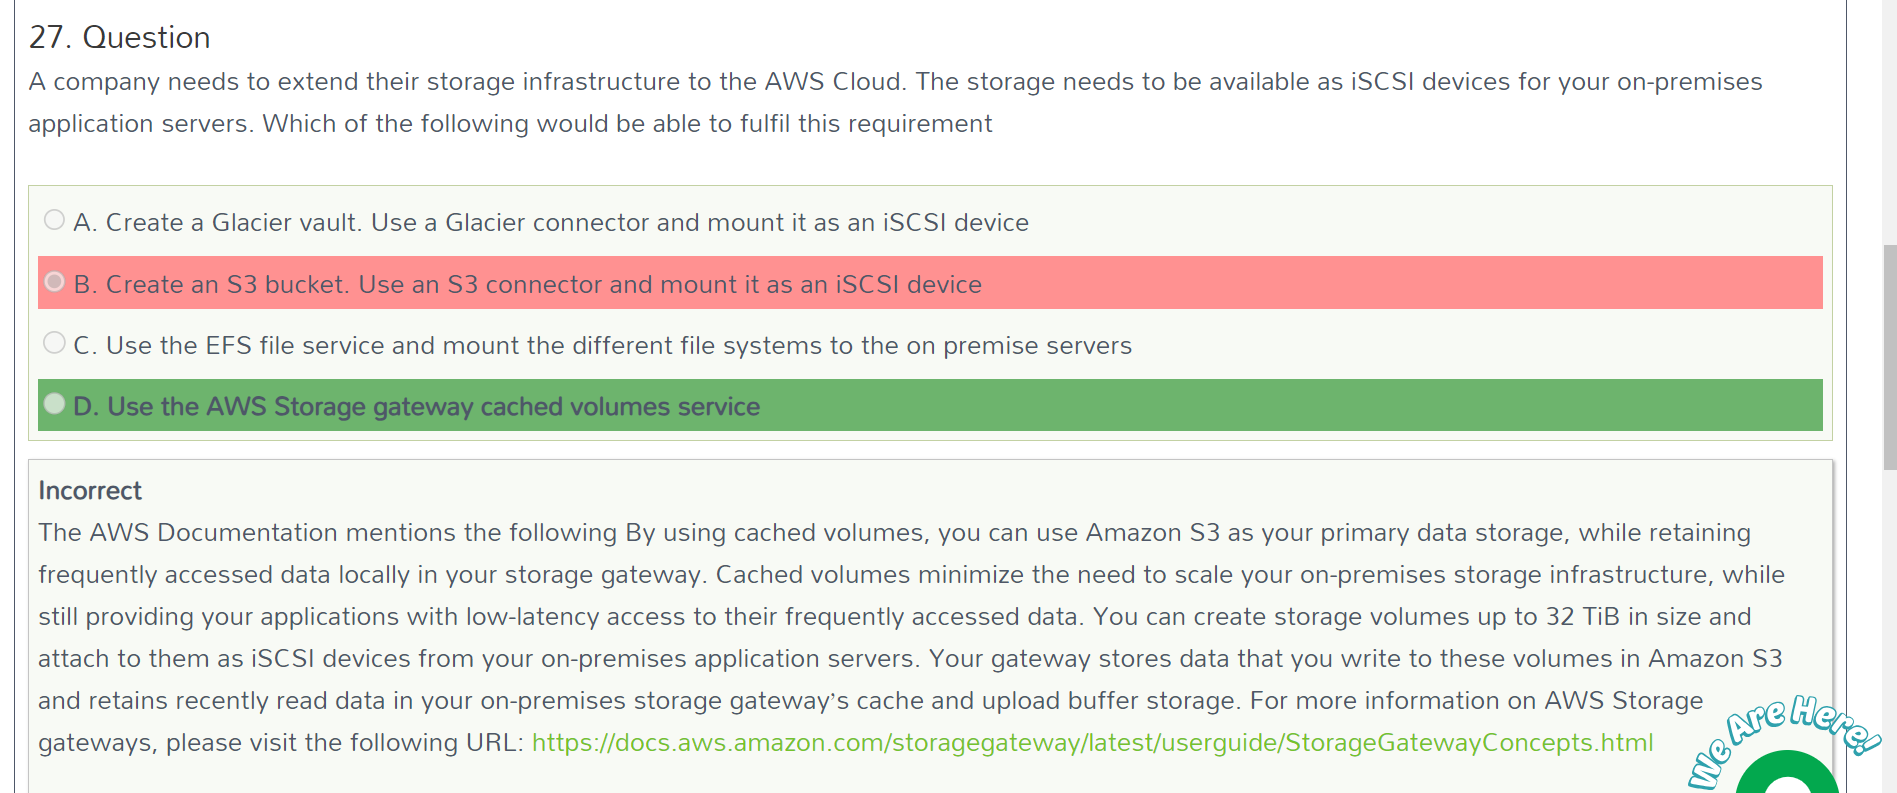 27. Question
A company needs to extend their storage infrastructure to the AWS Cloud. The storage needs to be available as iSCSI devices for your on-premises
application servers. Which of the following would be able to fulfil this requirement
A. Create a Glacier vault. Use a Glacier connector and mount it as an iSCSI device
B. Create an S3 bucket. Use an S3 connector and mount it as an iSCSI device
C. Use the EFS file service and mount the different file systems to the on premise servers
D. Use the AWS Storage gateway cached volumes service
Incorrect
The AWS Documentation mentions the following By using cached volumes, you can use Amazon S3 as your primary data storage, while retaining
frequently accessed data locally in your storage gateway. Cached volumes minimize the need to scale your on-premises storage infrastructure, while
still providing your applications with low-latency access to their frequently accessed data. You can create storage volumes up to 32 TiB in size and
attach to them as iSCSI devices from your on-premises application servers. Your gateway stores data that you write to these volumes in Amazon S3
and retains recently read data in your on-premises storage gateway’s cache and upload buffer storage. For more information on AWS Storage
gateways, please visit the following URL: https://docs.aws.amazon.com/storagegateway/latest/userguide/StorageGatewayConcepts.html
We Are Here!